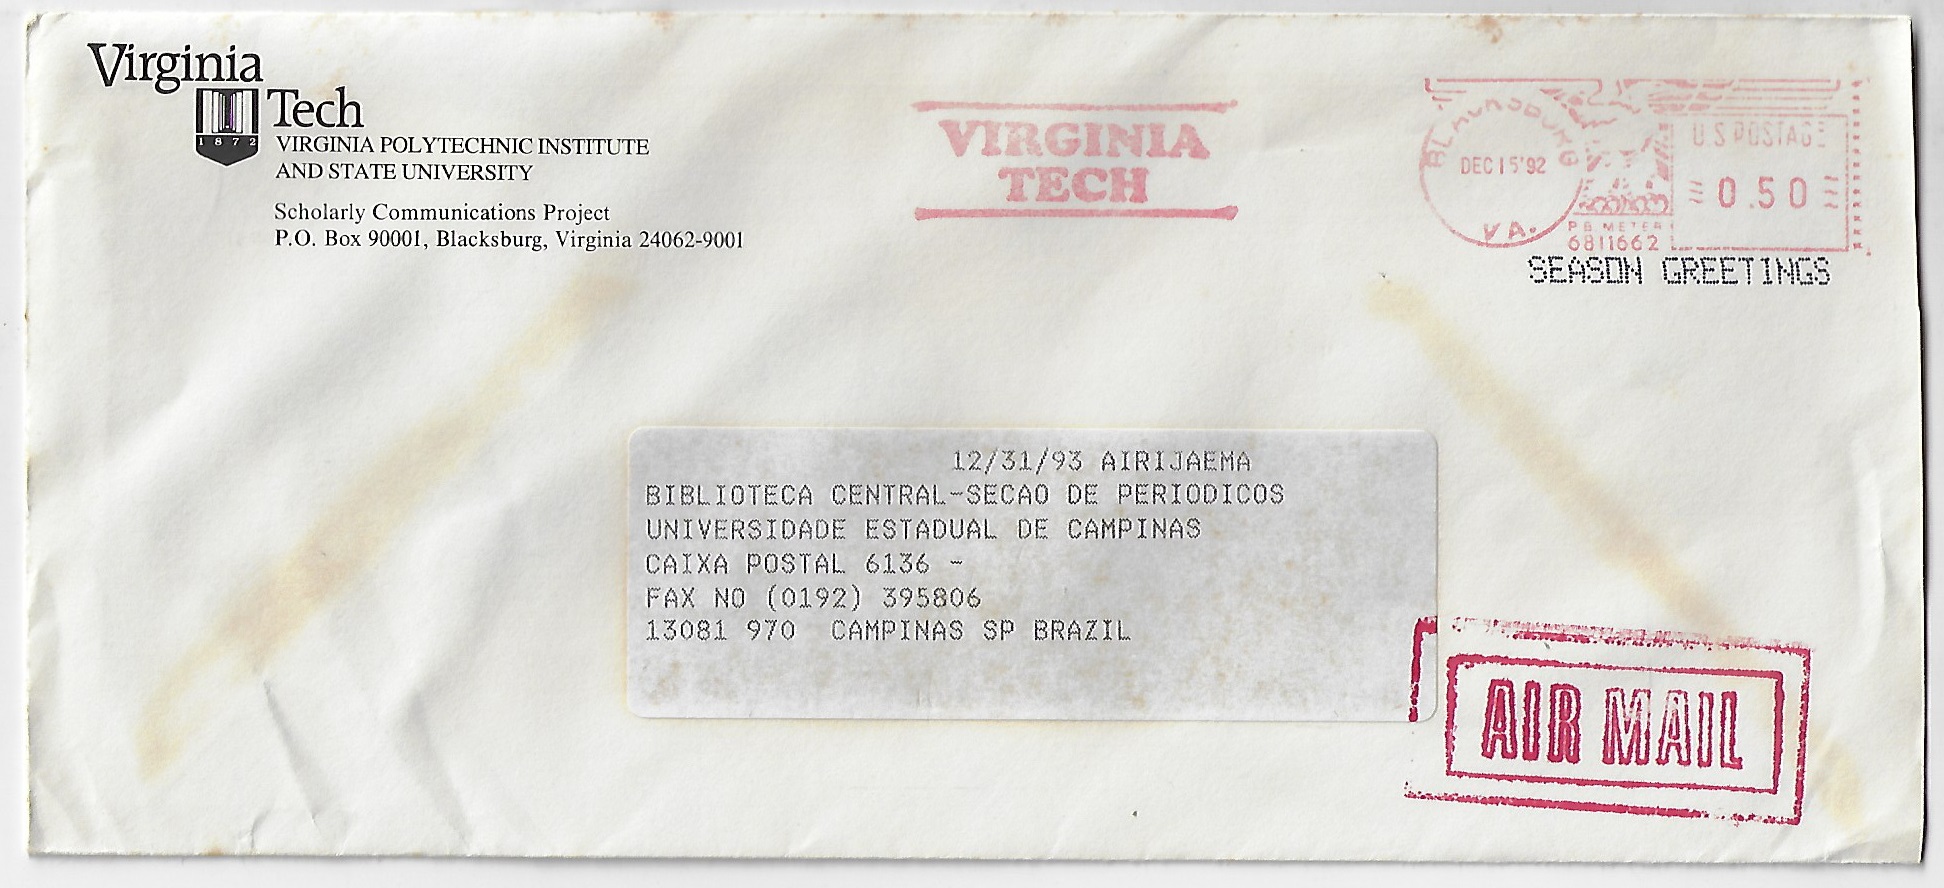 Virginia
Tech
1872
VIRGINIA POLYTECHNIC INSTITUTE
AND STATE UNIVERSITY
Scholarly Communications Project
P.O. Box 90001, Blacksburg, Virginia 24062-9001
VIRGINIA
TECH
BLACKSBURG
DEC 15 '92
VA.
U.S. POSTAGE
0.50
P.B. METER
6811662
SEASON GREETINGS
12/31/93 AIRIJAEMA
BIBLIOTECA CENTRAL-SECAO DE PERIODICOS
UNIVERSIDADE ESTADUAL DE CAMPINAS
CAIXA POSTAL 6136 -
FAX NO (0192) 395806
13081 970 CAMPINAS SP BRAZIL
AIR MAIL